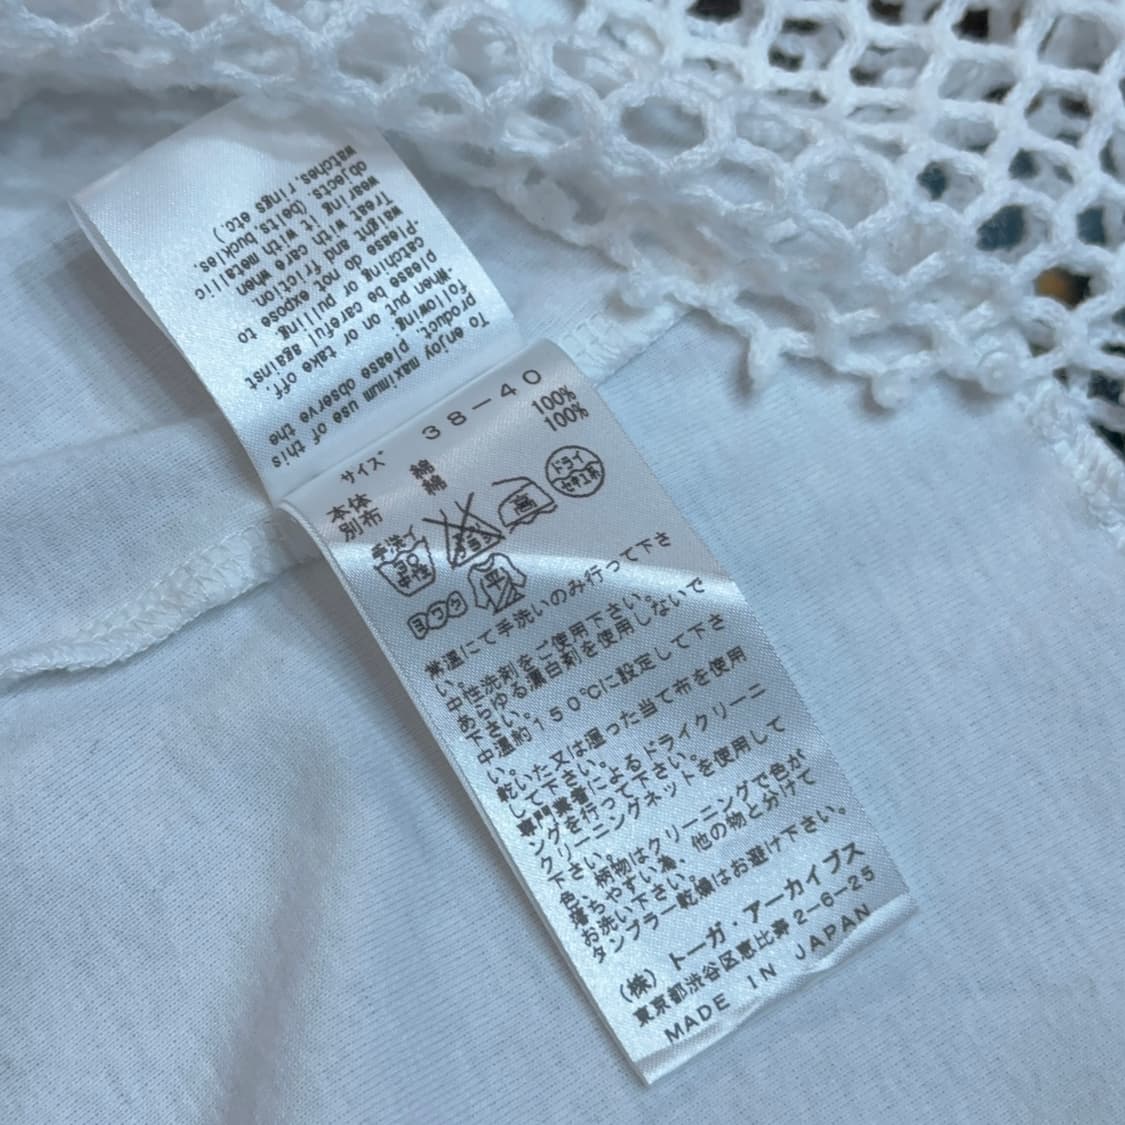 To enjoy maximum use of this
product, please observe the
following.
-When put on or take off,
please be careful against
catching or pulling.
-Please do not expose to
waight and friction.
Treat with care when
wearing it with metallic
objects (belts, buckles,
watches, rings etc.)
サイズ 38-40
本体 綿 100%
別布 綿 100%
手洗イ
30
中性
高
ドライ
セキユ系
ヨワク
平
常温にて手洗いのみ行って下さ
い。
中性洗剤をご使用下さい。
あらゆる漂白剤を使用しないで
下さい。
中温約150℃に設定して下さ
い。
乾いた又は湿った当て布を使用
して下さい。
専門業者によるドライクリーニ
ングを行って下さい。
クリーニングネットを使用して
下さい。
色、柄物はクリーニングで色が
落ちやすい為、他の物と分けて
お洗い下さい。
タンブラー乾燥はお避け下さい。
(株)トーガ・アーカイブス
東京都渋谷区恵比寿2-6-25
MADE IN JAPAN